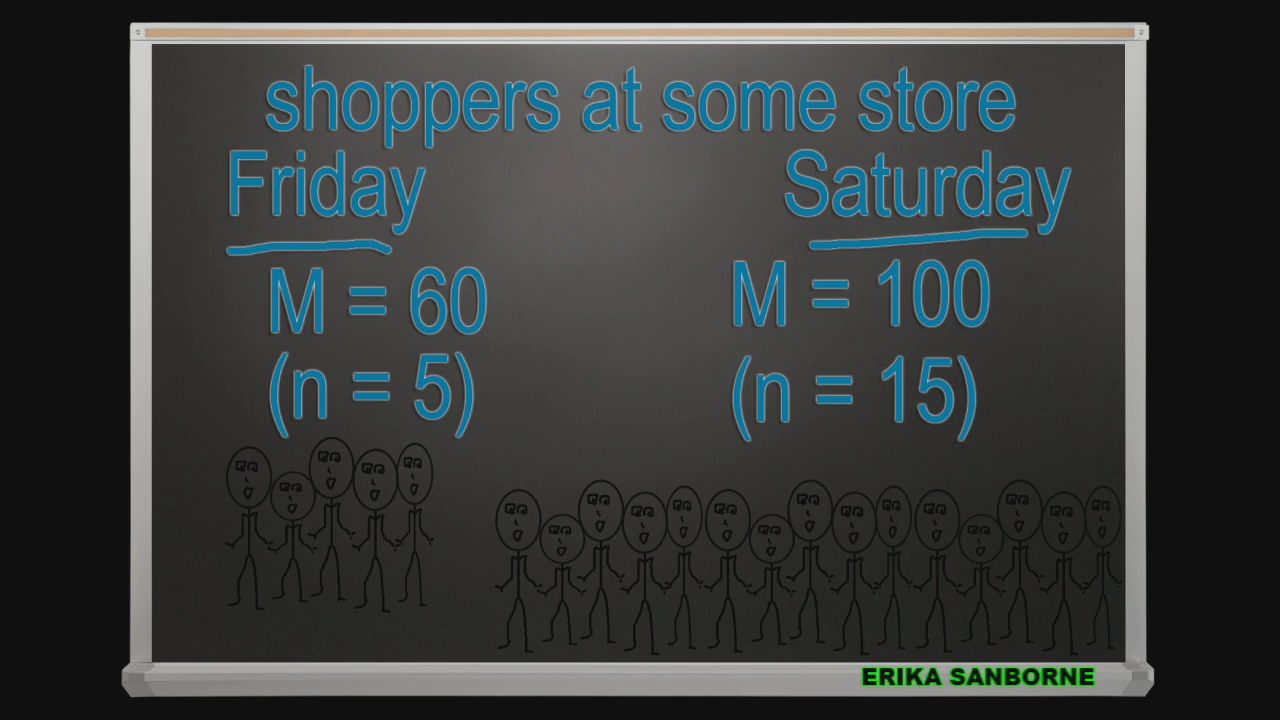 shoppers at some store
Friday
Saturday
M = 60
M = 100
(n = 5)
(n = 15)
ERIKA SANBORNE